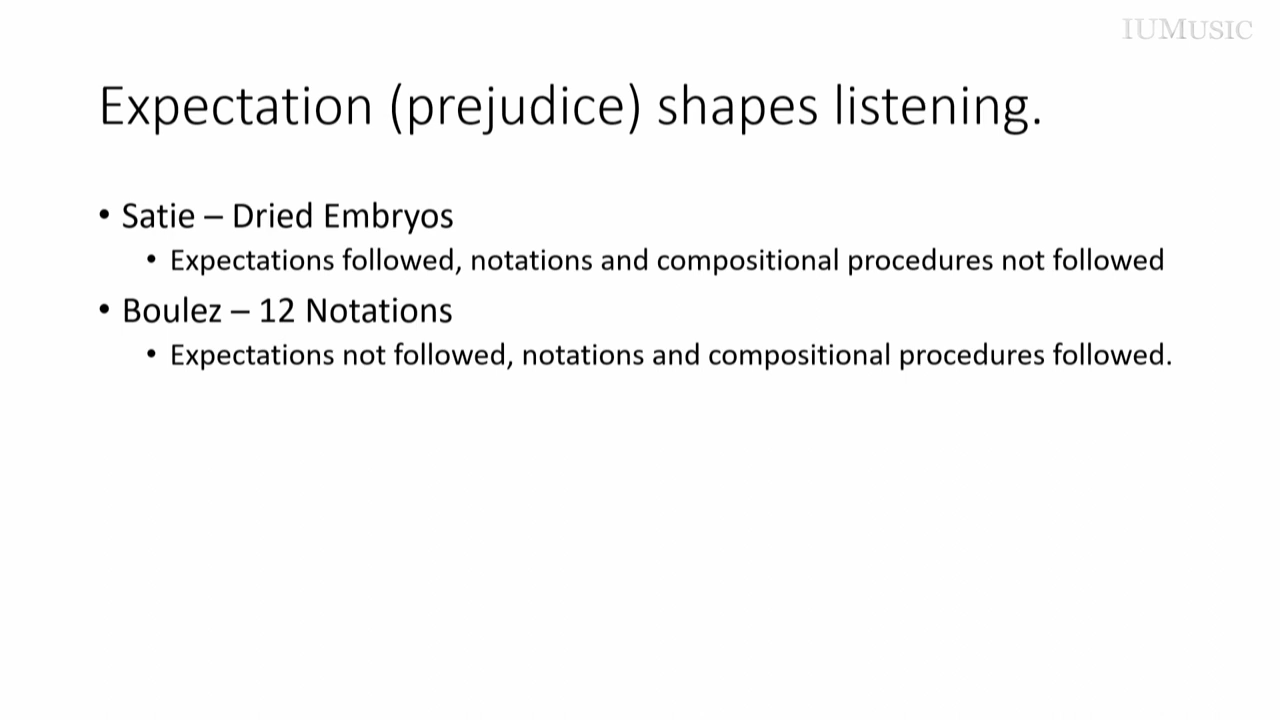 IUMUSIC
Expectation (prejudice) shapes listening.
• Satie – Dried Embryos
• Expectations followed, notations and compositional procedures not followed
• Boulez – 12 Notations
• Expectations not followed, notations and compositional procedures followed.